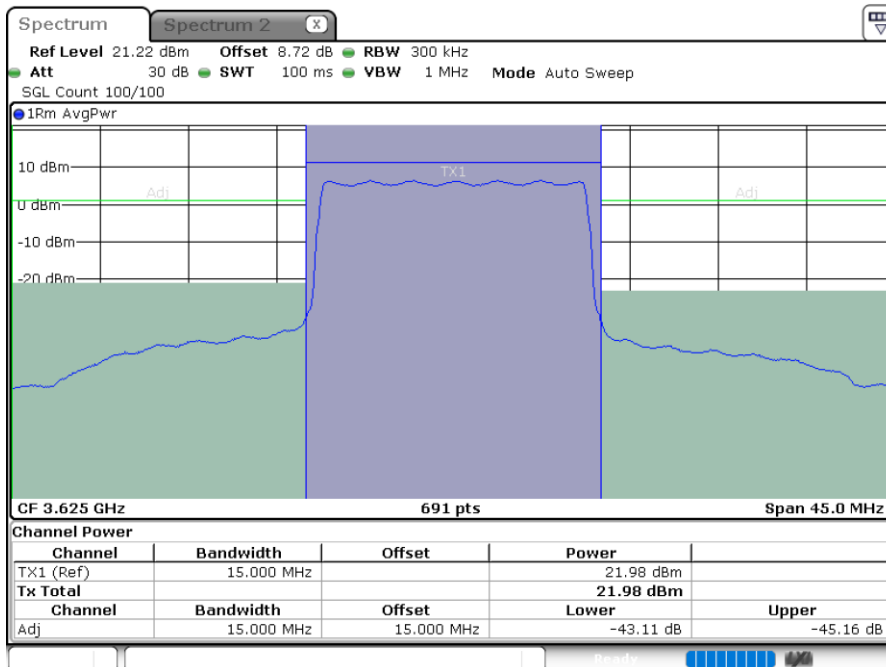 Spectrum Spectrum 2 X
Ref Level 21.22 dBm Offset 8.72 dB RBW 300 kHz
Att 30 dB SWT 100 ms VBW 1 MHz Mode Auto Sweep
SGL Count 100/100
1Rm AvgPwr
10 dBm
TX1
Adj Adj
0 dBm
-10 dBm
-20 dBm
CF 3.625 GHz 691 pts Span 45.0 MHz
Channel Power
Channel Bandwidth Offset Power
TX1 (Ref) 15.000 MHz 21.98 dBm
Tx Total 21.98 dBm
Channel Bandwidth Offset Lower Upper
Adj 15.000 MHz 15.000 MHz -43.11 dB -45.16 dB
Ready